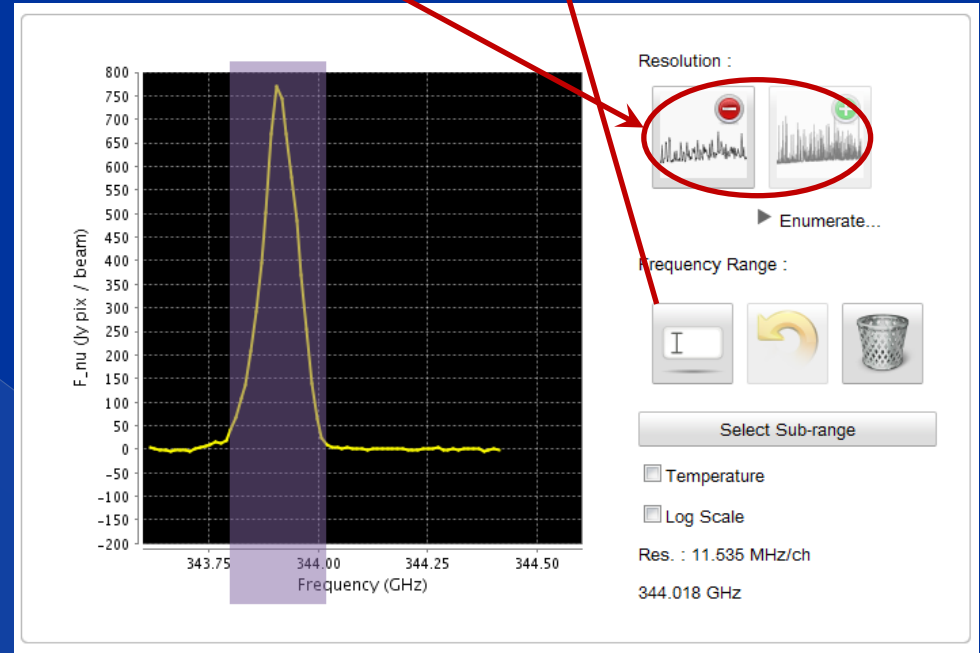 800
750
700
650
600
550
500
450
400
350
300
250
200
150
100
50
0
-50
-100
-150
-200
F_nu (Jy pix / beam)
343.75 344.00 344.25 344.50
Frequency (GHz)
Resolution :
Enumerate...
Frequency Range :
Select Sub-range
Temperature
Log Scale
Res. : 11.535 MHz/ch
344.018 GHz